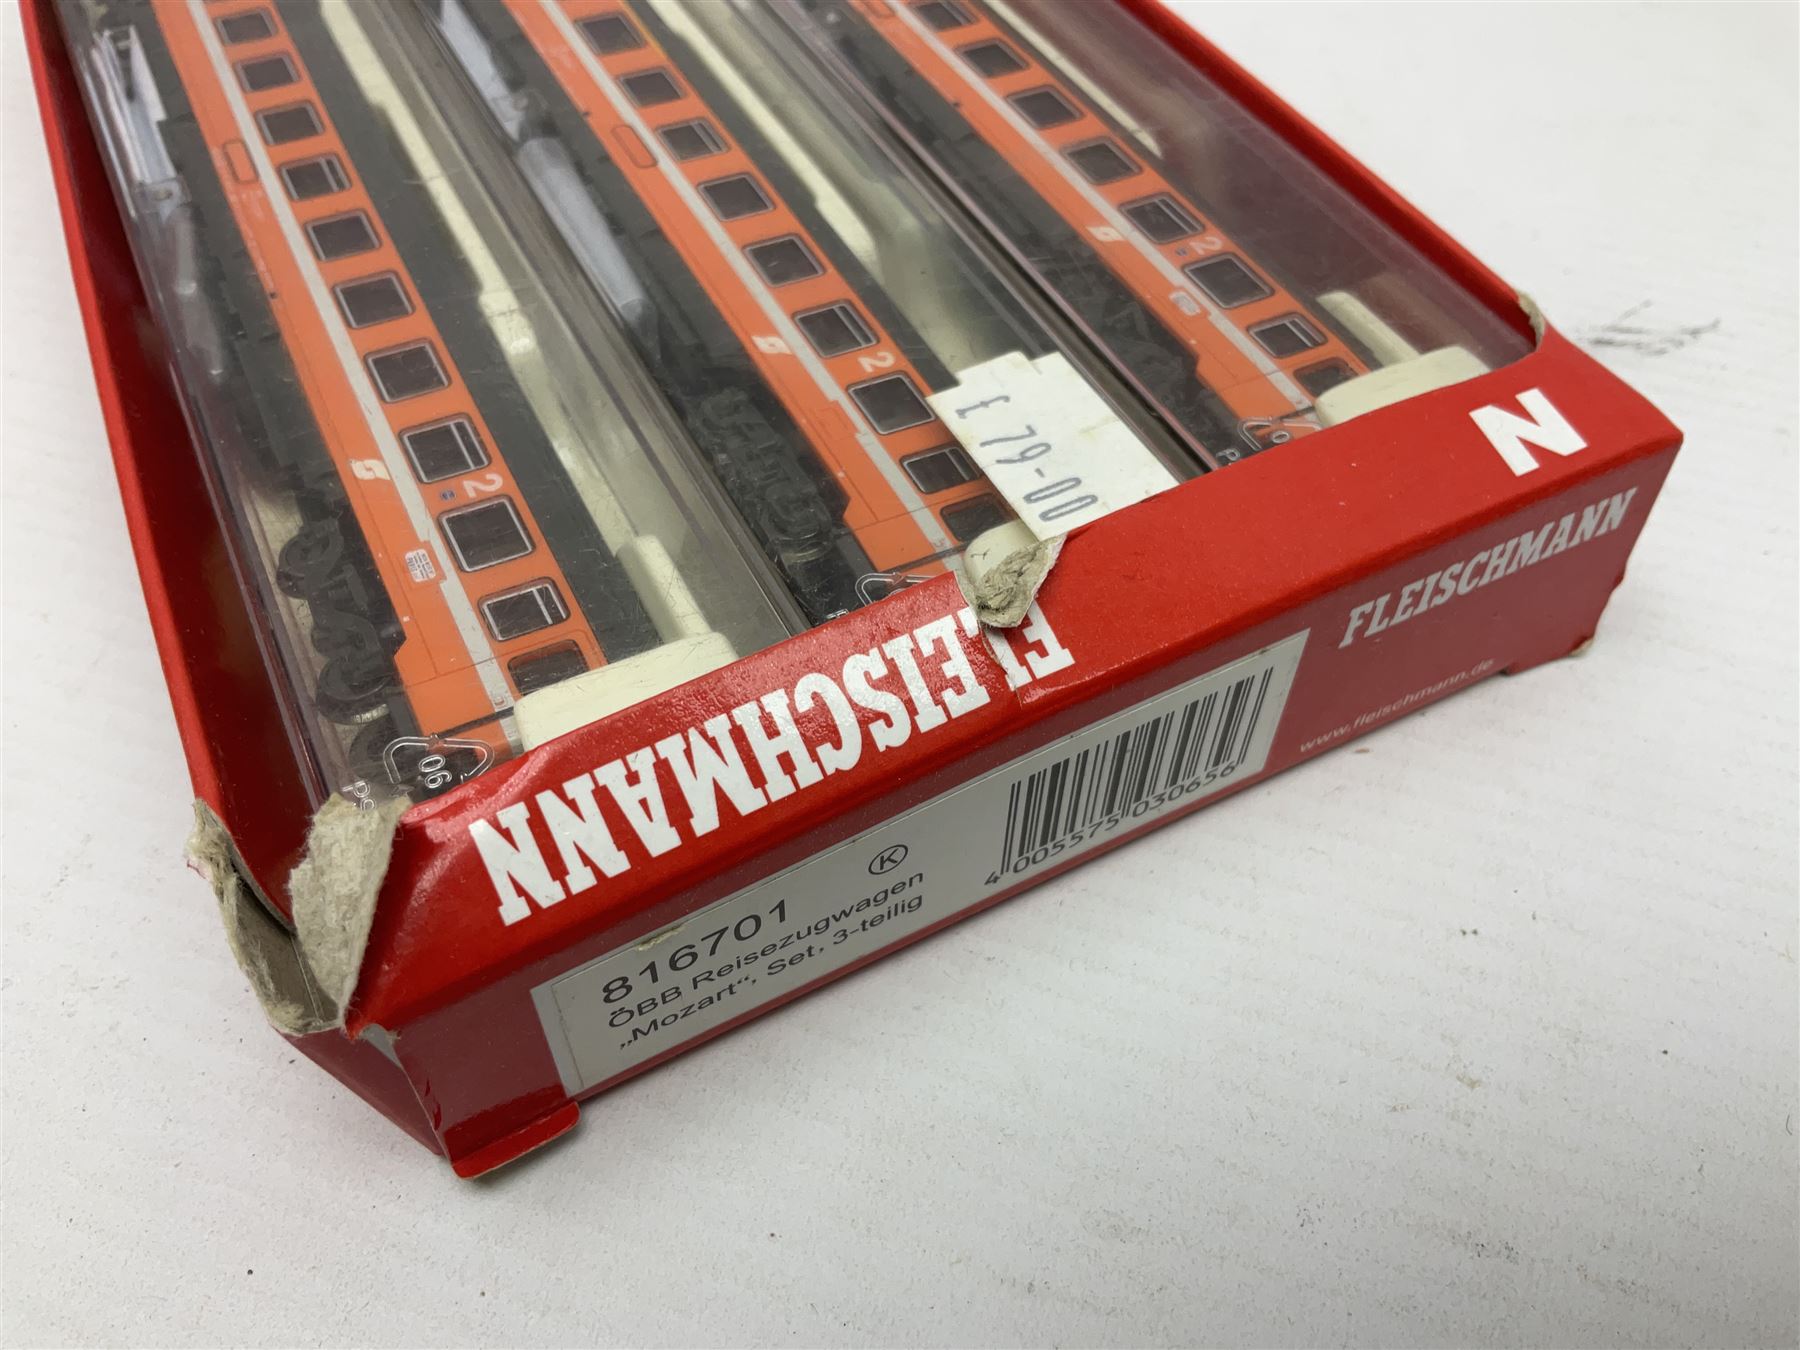 2
2
2
£ 79-00
N
FLEISCHMANN
06
FLEISCHMANN
www.fleischmann.de
816701
K
ÖBB Reisezugwagen
„Mozart“, Set, 3-teilig
4 005575 030656